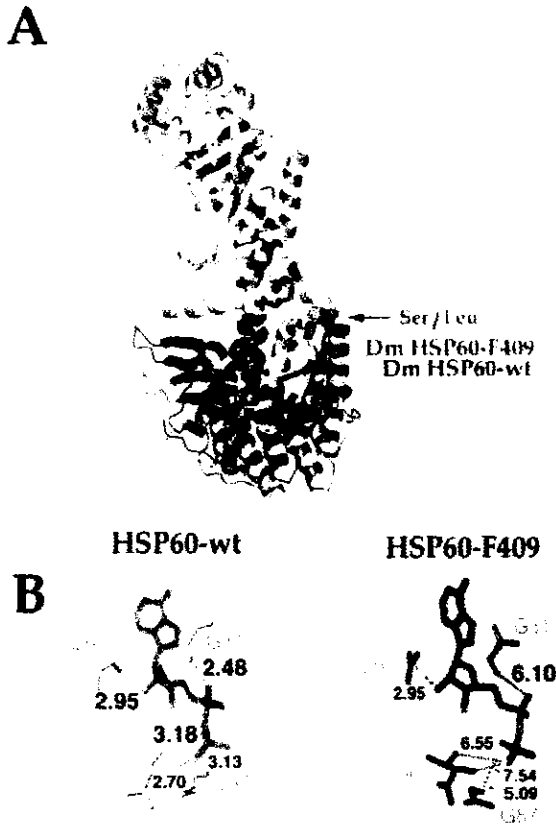 A
Ser/Leu
Dm HSP60-F409
Dm HSP60-wt
HSP60-wt
HSP60-F409
B
2.48
6.10
2.95
2.95
3.18
3.13
2.70
6.55
7.54
5.09